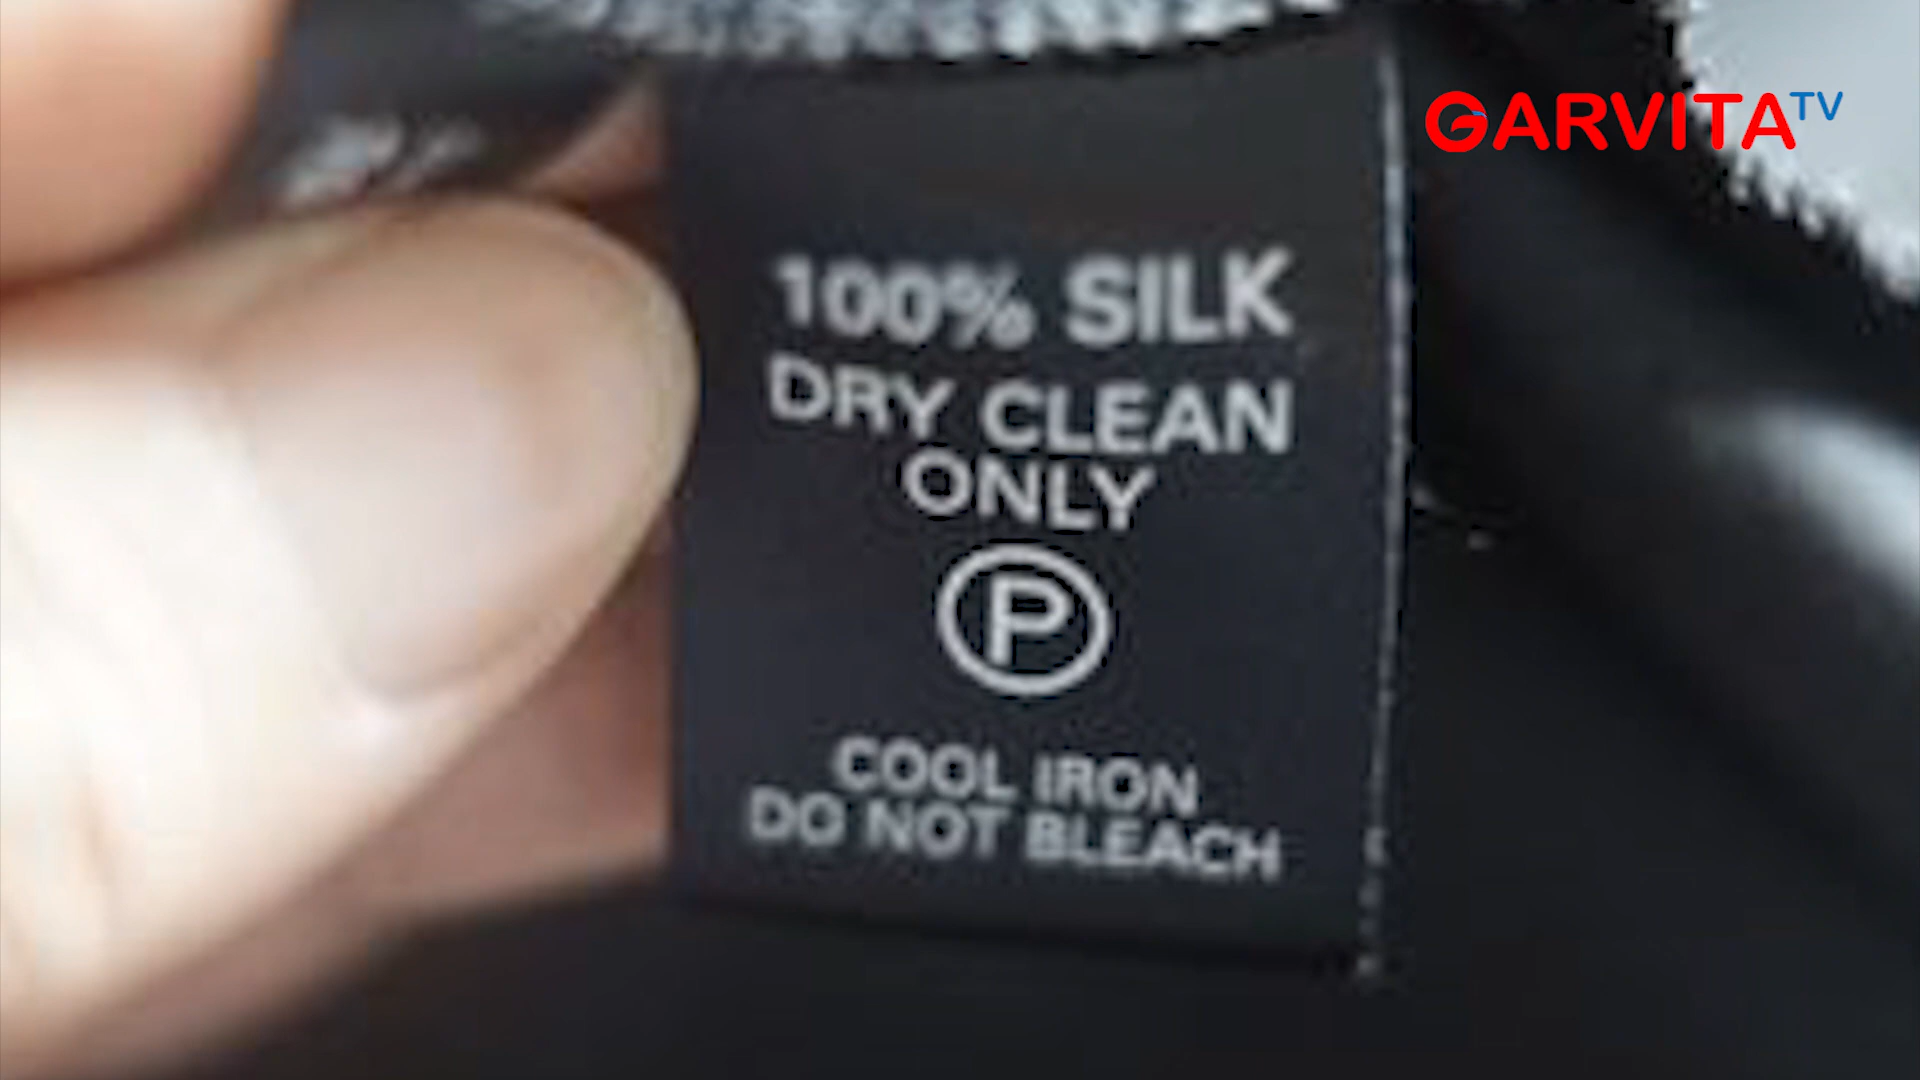 GARVITA TV
100% SILK
DRY CLEAN
ONLY
P
COOL IRON
DO NOT BLEACH